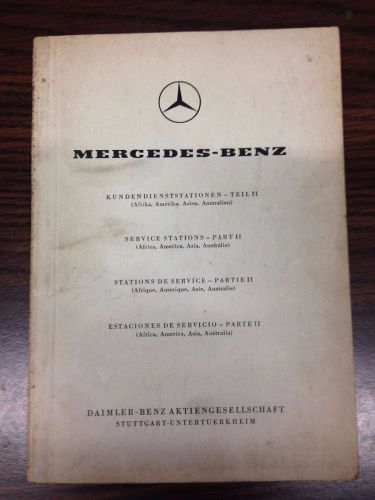 MERCEDES-BENZ
KUNDENDIENSTSTATIONEN – TEIL II
(Afrika, Amerika, Asien, Australien)
SERVICE STATIONS – PART II
(Africa, America, Asia, Australia)
STATIONS DE SERVICE – PARTIE II
(Afrique, Amerique, Asie, Australie)
ESTACIONES DE SERVICIO – PARTE II
(Africa, America, Asia, Australia)
DAIMLER-BENZ AKTIENGESELLSCHAFT
STUTTGART-UNTERTUERKHEIM